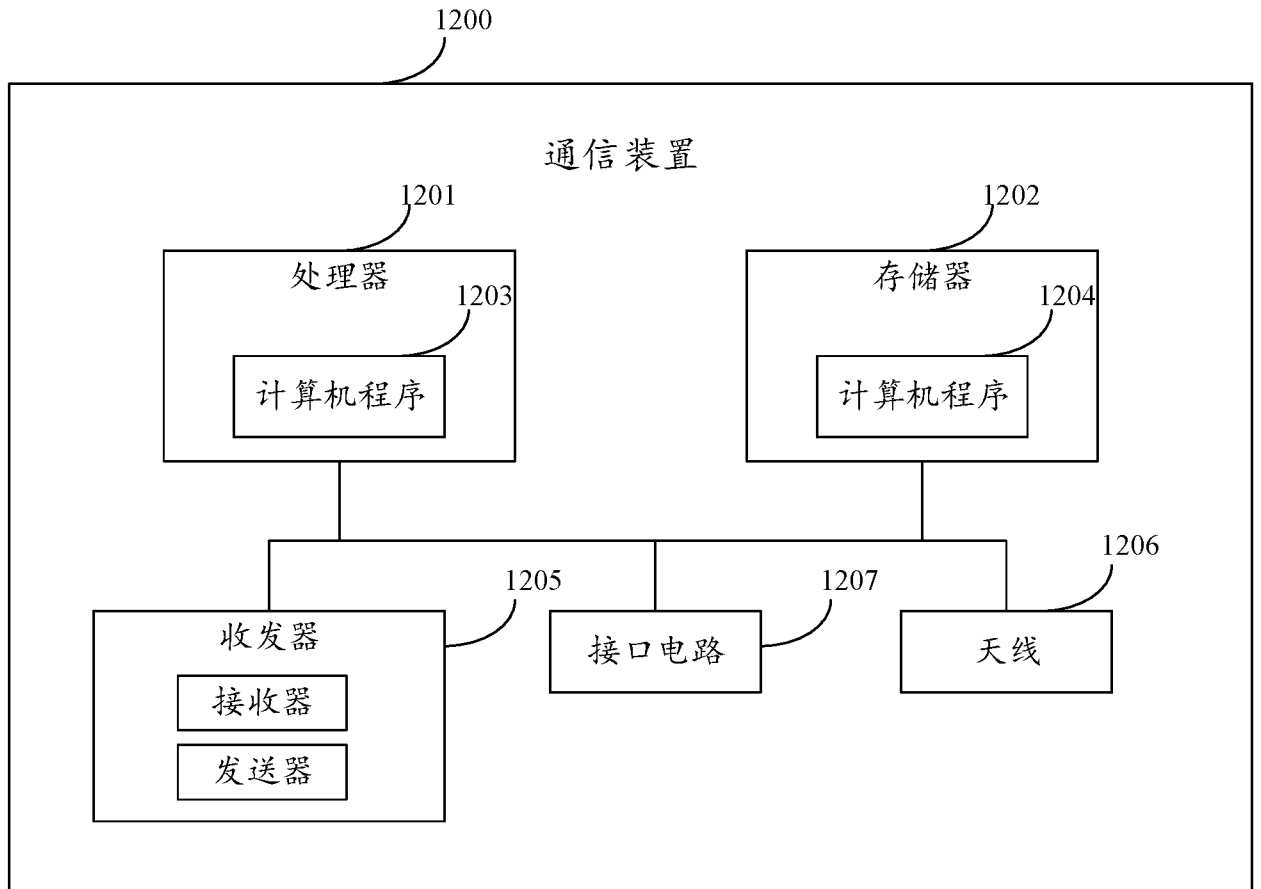 1200
通信装置
1201
1202
处理器
存储器
1203
1204
计算机程序
计算机程序
1205
1207
1206
收发器
接口电路
天线
接收器
发送器